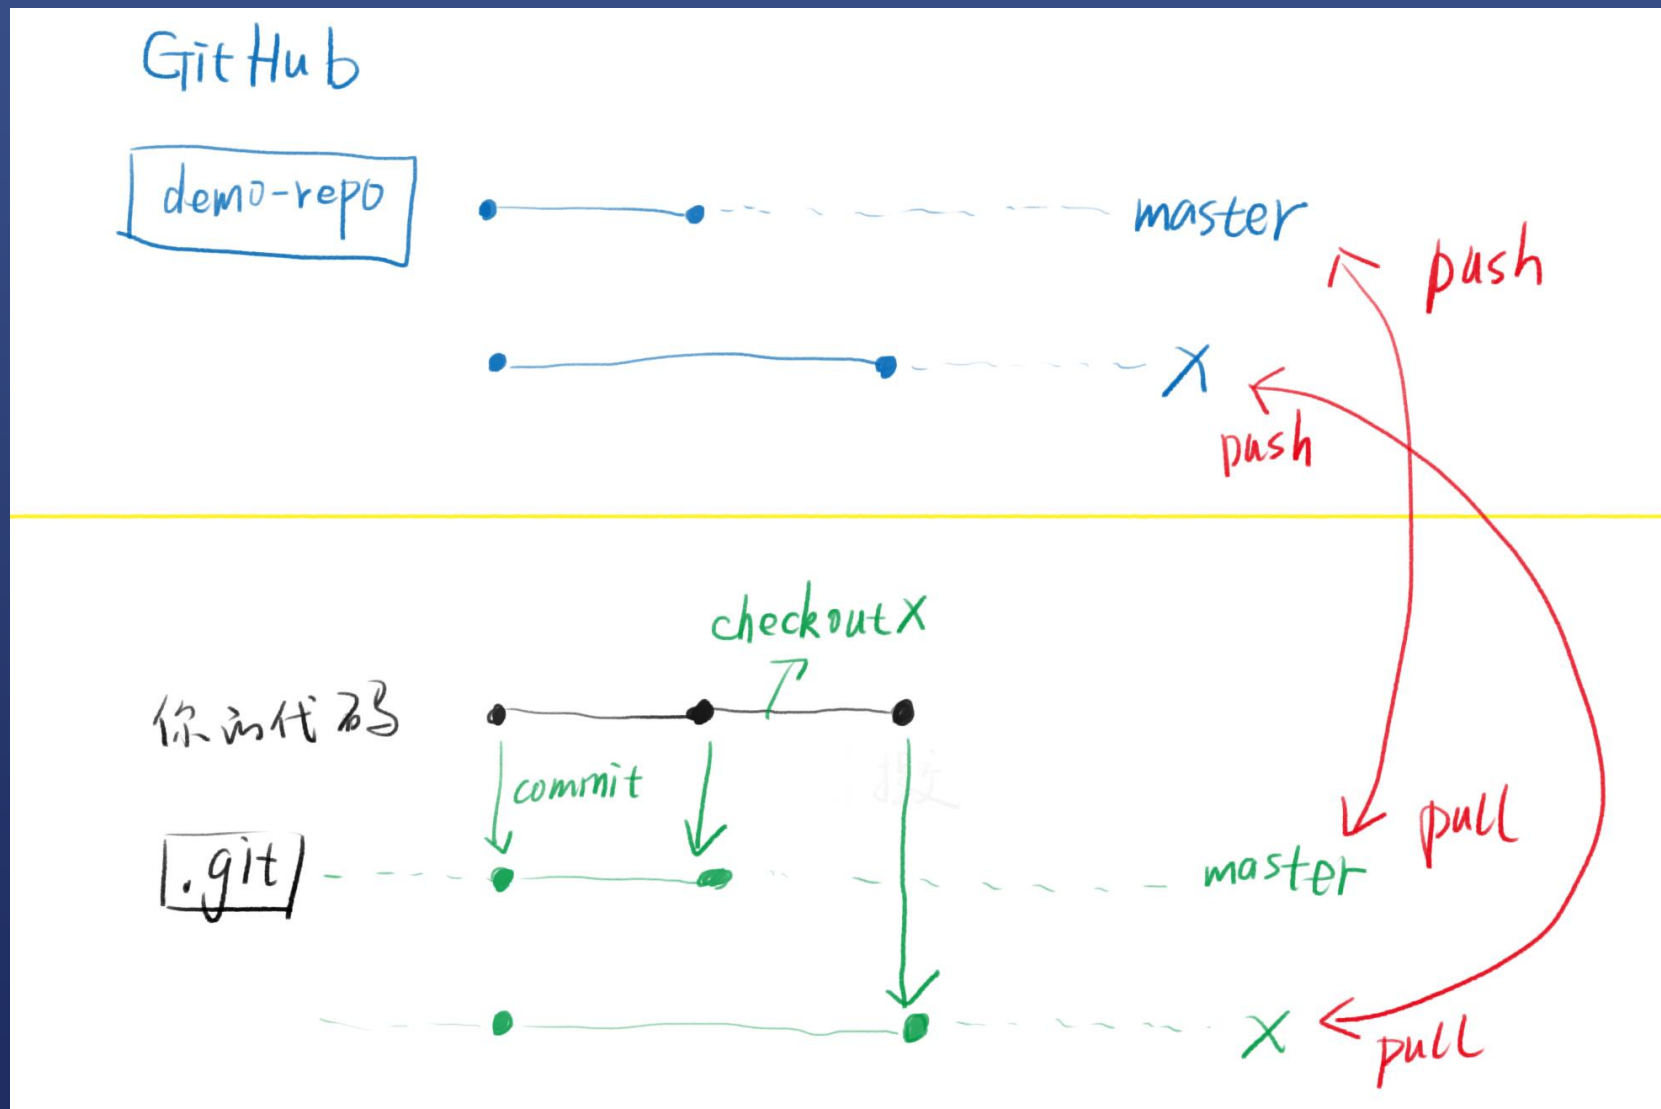 GitHub
demo-repo
master
push
X
push
checkout X
你的代码
commit
.git
master
pull
X
pull